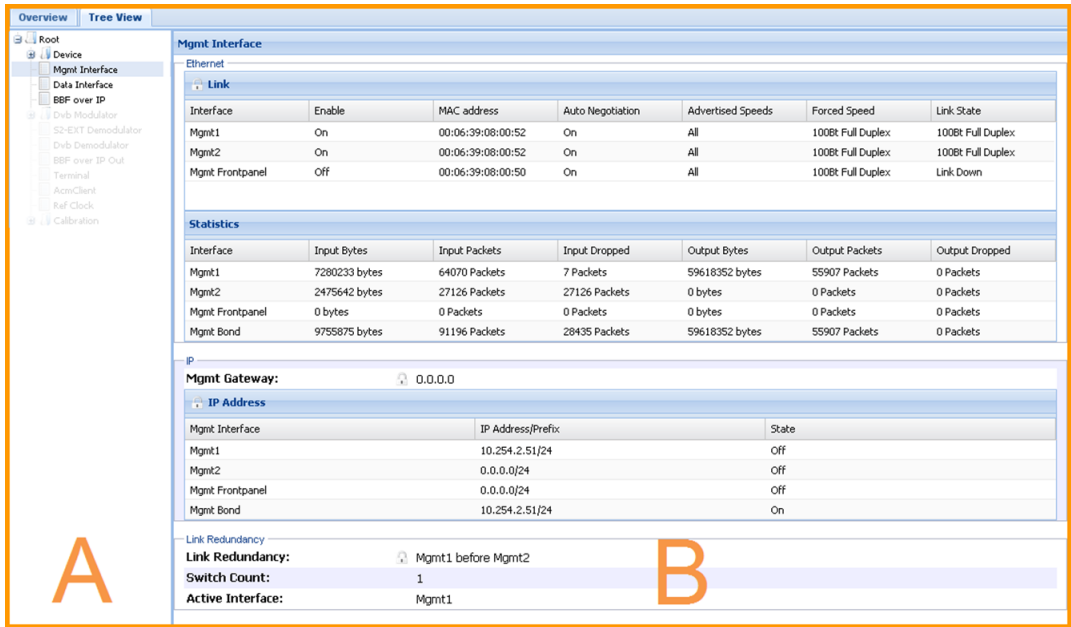 Overview Tree View
Root
Device
Mgmt Interface
Data Interface
BBF over IP
Dvb Modulator
S2-EXT Demodulator
Dvb Demodulator
BBF over IP Out
Terminal
AcmClient
Ref Clock
Calibration
A
Mgmt Interface
Ethernet
Link
Interface Enable MAC address Auto Negotiation Advertised Speeds Forced Speed Link State
Mgmt1 On 00:06:39:08:00:52 On All 100Bt Full Duplex 100Bt Full Duplex
Mgmt2 On 00:06:39:08:00:52 On All 100Bt Full Duplex 100Bt Full Duplex
Mgmt Frontpanel Off 00:06:39:08:00:50 On All 100Bt Full Duplex Link Down
Statistics
Interface Input Bytes Input Packets Input Dropped Output Bytes Output Packets Output Dropped
Mgmt1 7280233 bytes 64070 Packets 7 Packets 59618352 bytes 55907 Packets 0 Packets
Mgmt2 2475642 bytes 27126 Packets 27126 Packets 0 bytes 0 Packets 0 Packets
Mgmt Frontpanel 0 bytes 0 Packets 0 Packets 0 bytes 0 Packets 0 Packets
Mgmt Bond 9755875 bytes 91196 Packets 28435 Packets 59618352 bytes 55907 Packets 0 Packets
IP
Mgmt Gateway: 0.0.0.0
IP Address
Mgmt Interface IP Address/Prefix State
Mgmt1 10.254.2.51/24 Off
Mgmt2 0.0.0.0/24 Off
Mgmt Frontpanel 0.0.0.0/24 Off
Mgmt Bond 10.254.2.51/24 On
Link Redundancy
Link Redundancy: Mgmt1 before Mgmt2
Switch Count: 1
Active Interface: Mgmt1
B